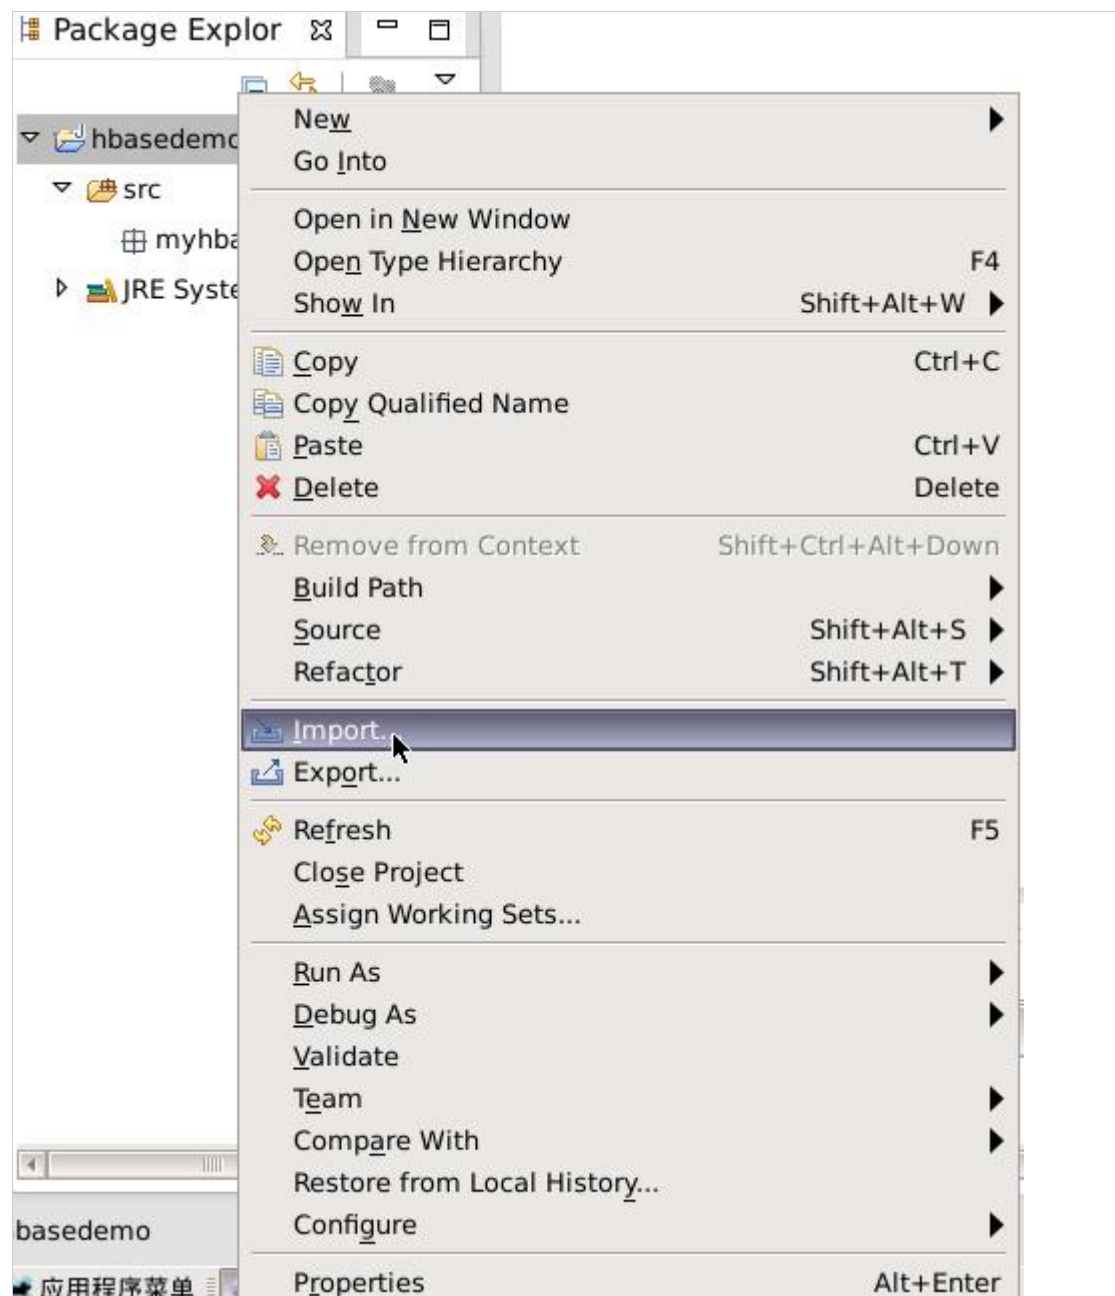 Package Explor
New
hbasedemo
Go Into
src
Open in New Window
myhba
Open Type Hierarchy F4
JRE Syste
Show In Shift+Alt+W
Copy Ctrl+C
Copy Qualified Name
Paste Ctrl+V
Delete Delete
Remove from Context Shift+Ctrl+Alt+Down
Build Path
Source Shift+Alt+S
Refactor Shift+Alt+T
Import...
Export...
Refresh F5
Close Project
Assign Working Sets...
Run As
Debug As
Validate
Team
Compare With
Restore from Local History...
Configure
basedemo
Properties Alt+Enter
应用程序菜单